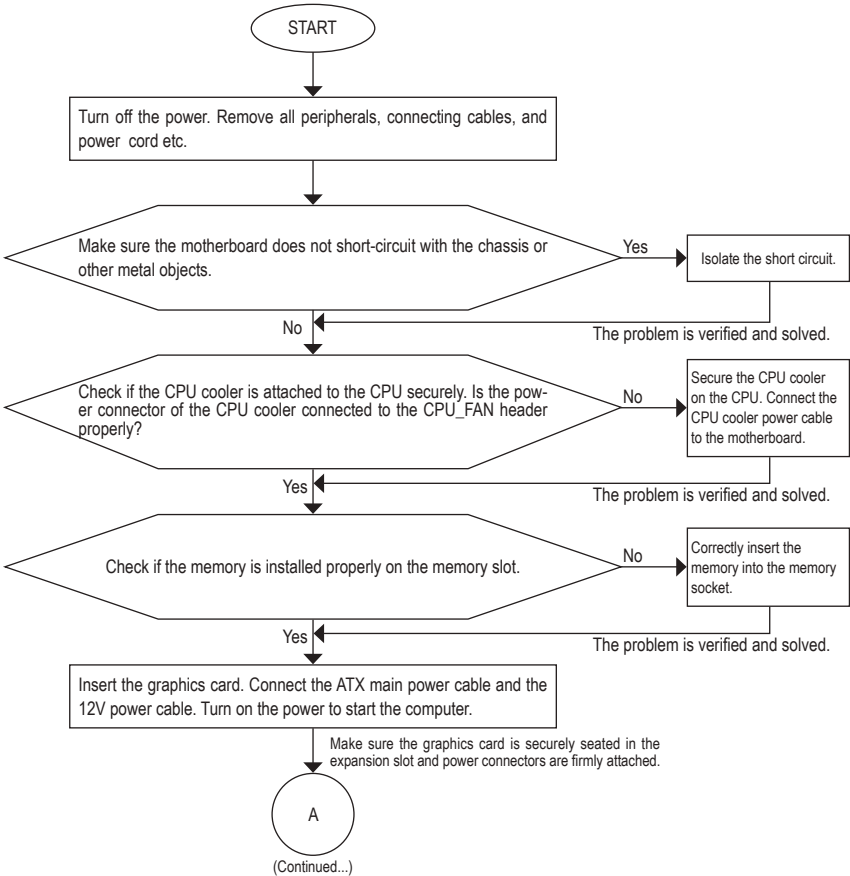 START
Turn off the power. Remove all peripherals, connecting cables, and
power cord etc.
Make sure the motherboard does not short-circuit with the chassis or
other metal objects.
Yes
Isolate the short circuit.
No
The problem is verified and solved.
Check if the CPU cooler is attached to the CPU securely. Is the pow-
er connector of the CPU cooler connected to the CPU_FAN header
properly?
No
Secure the CPU cooler
on the CPU. Connect the
CPU cooler power cable
to the motherboard.
Yes
The problem is verified and solved.
Check if the memory is installed properly on the memory slot.
No
Correctly insert the
memory into the memory
socket.
Yes
The problem is verified and solved.
Insert the graphics card. Connect the ATX main power cable and the
12V power cable. Turn on the power to start the computer.
Make sure the graphics card is securely seated in the
expansion slot and power connectors are firmly attached.
A
(Continued...)